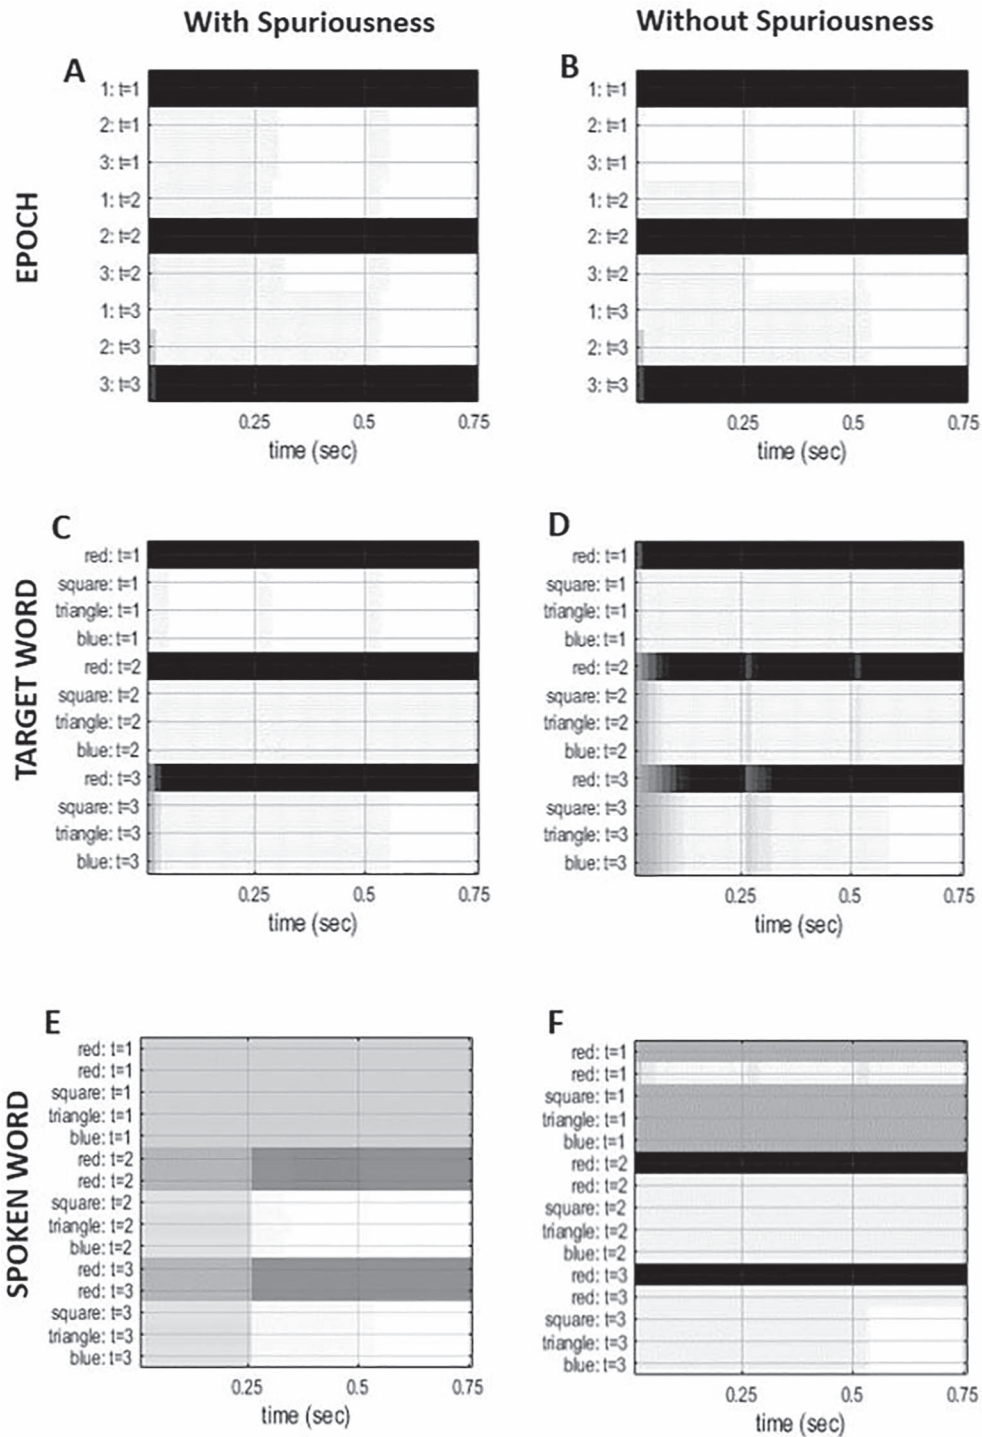 With Spuriousness
Without Spuriousness
EPOCH
A
1: t=1
2: t=1
3: t=1
1: t=2
2: t=2
3: t=2
1: t=3
2: t=3
3: t=3
0.25 0.5 0.75
time (sec)
B
1: t=1
2: t=1
3: t=1
1: t=2
2: t=2
3: t=2
1: t=3
2: t=3
3: t=3
0.25 0.5 0.75
time (sec)
TARGET WORD
C
red: t=1
square: t=1
triangle: t=1
blue: t=1
red: t=2
square: t=2
triangle: t=2
blue: t=2
red: t=3
square: t=3
triangle: t=3
blue: t=3
0.25 0.5 0.75
time (sec)
D
red: t=1
square: t=1
triangle: t=1
blue: t=1
red: t=2
square: t=2
triangle: t=2
blue: t=2
red: t=3
square: t=3
triangle: t=3
blue: t=3
0.25 0.5 0.75
time (sec)
SPOKEN WORD
E
red: t=1
red: t=1
square: t=1
triangle: t=1
blue: t=1
red: t=2
red: t=2
square: t=2
triangle: t=2
blue: t=2
red: t=3
red: t=3
square: t=3
triangle: t=3
blue: t=3
0.25 0.5 0.75
time (sec)
F
red: t=1
red: t=1
square: t=1
triangle: t=1
blue: t=1
red: t=2
red: t=2
square: t=2
triangle: t=2
blue: t=2
red: t=3
red: t=3
square: t=3
triangle: t=3
blue: t=3
0.25 0.5 0.75
time (sec)